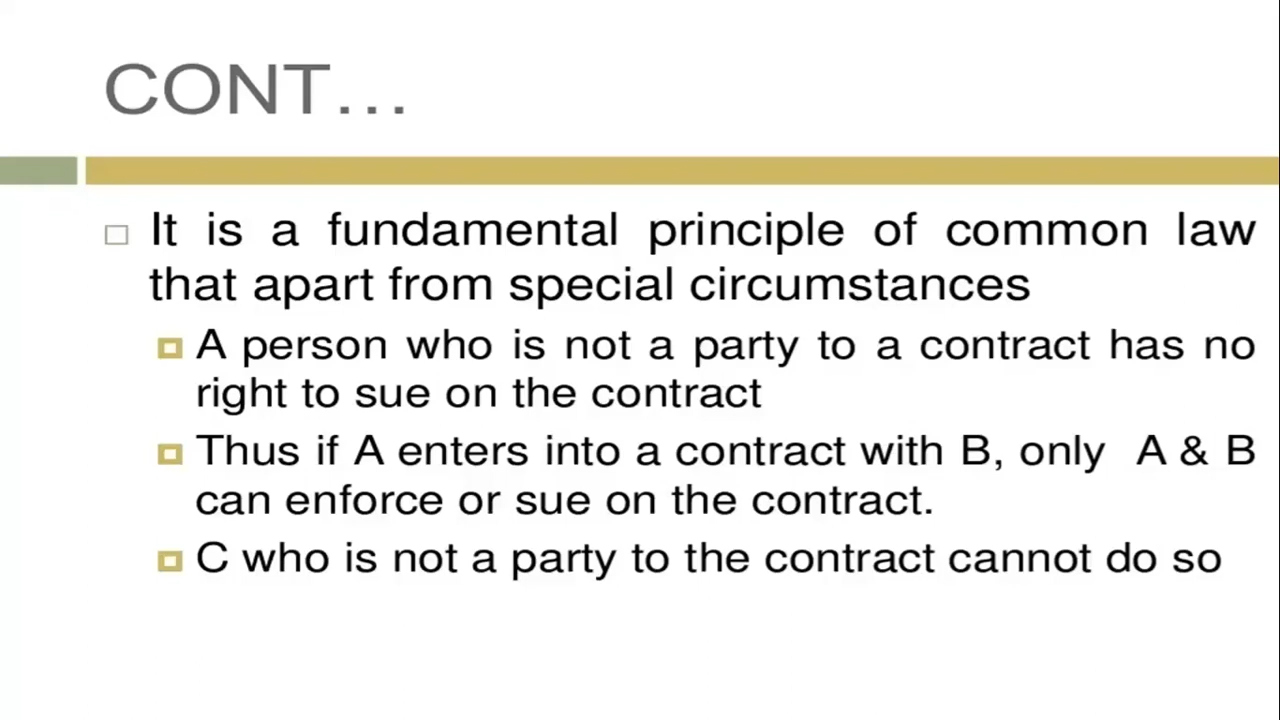 CONT...
It is a fundamental principle of common law
that apart from special circumstances
A person who is not a party to a contract has no
right to sue on the contract
Thus if A enters into a contract with B, only A & B
can enforce or sue on the contract.
C who is not a party to the contract cannot do so